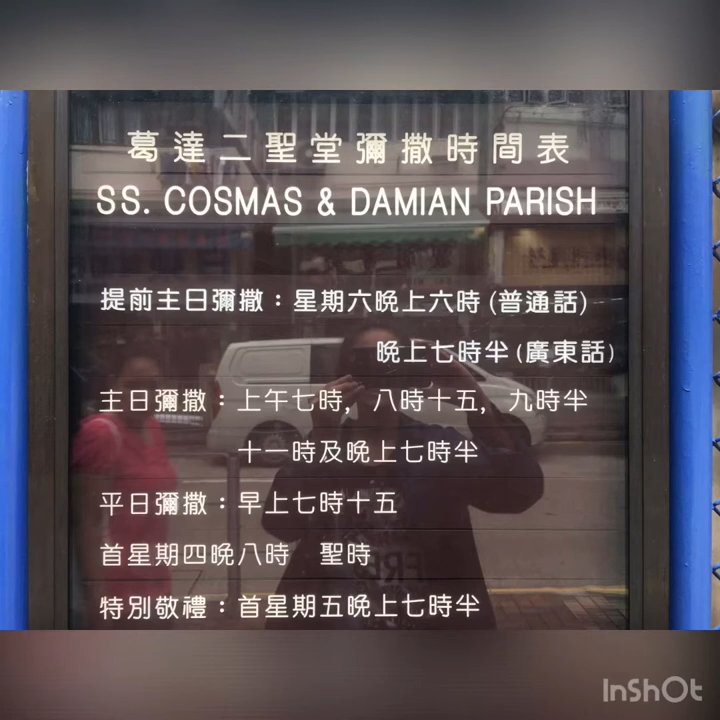 葛達二聖堂彌撒時間表
SS. COSMAS & DAMIAN PARISH
提前主日彌撒：星期六晚上六時 (普通話)
晚上七時半 (廣東話)
主日彌撒：上午七時, 八時十五, 九時半
十一時及晚上七時半
平日彌撒：早上七時十五
首星期四晚八時 聖時
特別敬禮：首星期五晚上七時半
InShOt